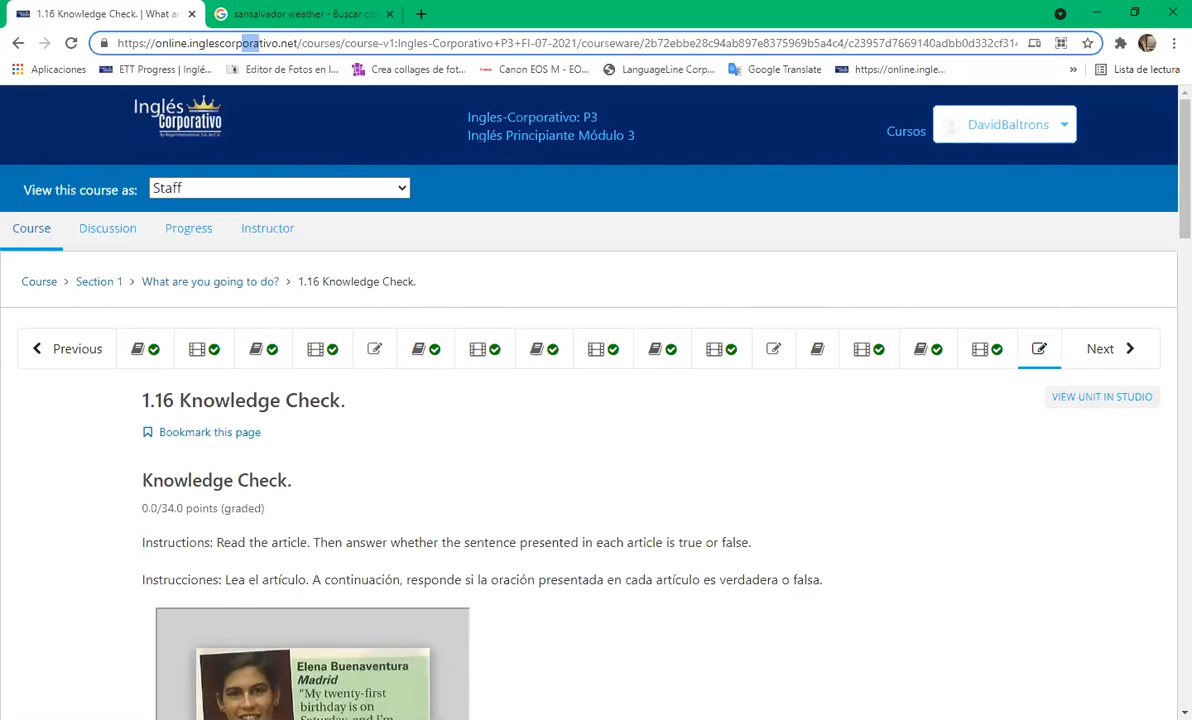 1.16 Knowledge Check. | What ar
sansalvador weather - Buscar co
https://online.inglescorporativo.net/courses/course-v1:Ingles-Corporativo+P3+FI-07-2021/courseware/2b72ebbe28c94ab897e8375969b5a4c4/c23957d7669140adbb0d332cf314
Aplicaciones
ETT Progress | Inglé...
Editor de Fotos en l...
Crea collages de fot...
Canon EOS M - EO...
LanguageLine Corp...
Google Translate
https://online.ingle...
»
Lista de lectura
Inglés
Corporativo
Ingles-Corporativo: P3
Inglés Principiante Módulo 3
Cursos
DavidBaltrons
View this course as:
Staff
Course
Discussion
Progress
Instructor
Course > Section 1 > What are you going to do? > 1.16 Knowledge Check.
Previous
Next
1.16 Knowledge Check.
VIEW UNIT IN STUDIO
Bookmark this page
Knowledge Check.
0.0/34.0 points (graded)
Instructions: Read the article. Then answer whether the sentence presented in each article is true or false.
Instrucciones: Lea el artículo. A continuación, responde si la oración presentada en cada artículo es verdadera o falsa.
Elena Buenaventura
Madrid
"My twenty-first
birthday is on
Saturday, and I'm